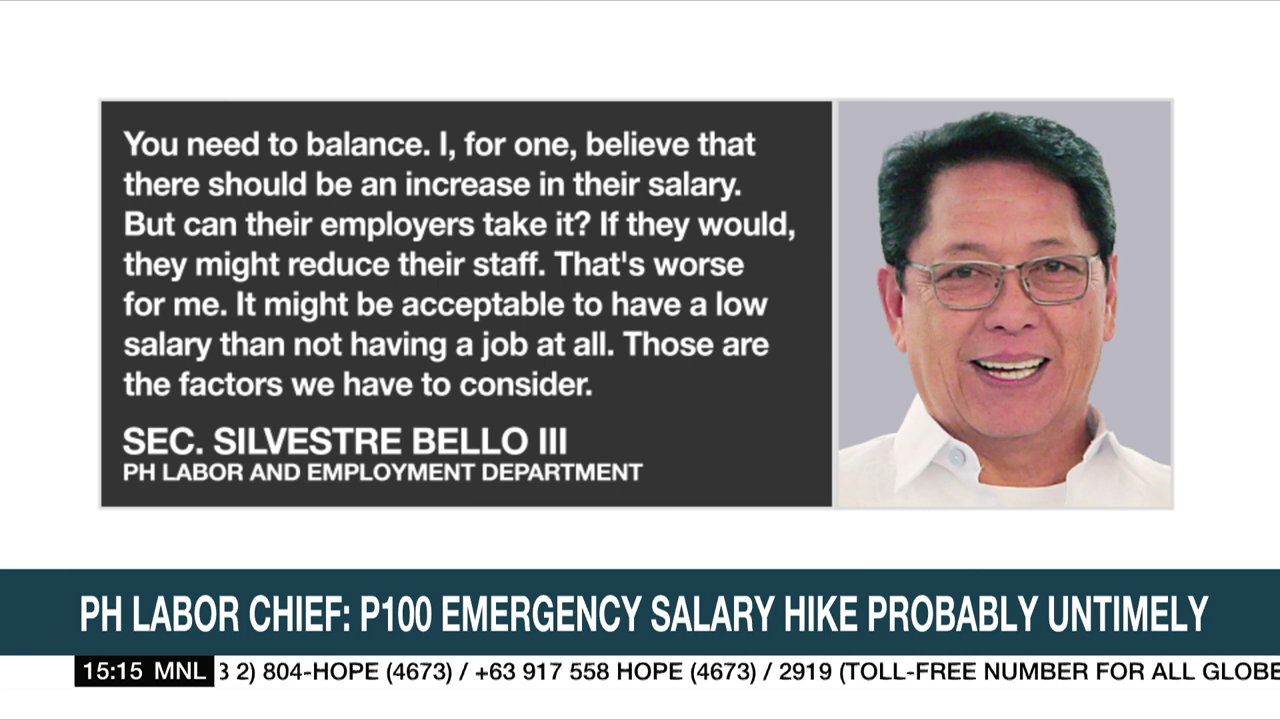 You need to balance. I, for one, believe that
there should be an increase in their salary.
But can their employers take it? If they would,
they might reduce their staff. That's worse
for me. It might be acceptable to have a low
salary than not having a job at all. Those are
the factors we have to consider.
SEC. SILVESTRE BELLO III
PH LABOR AND EMPLOYMENT DEPARTMENT
PH LABOR CHIEF: P100 EMERGENCY SALARY HIKE PROBABLY UNTIMELY
15:15 MNL 2) 804-HOPE (4673) / +63 917 558 HOPE (4673) / 2919 (TOLL-FREE NUMBER FOR ALL GLOBE